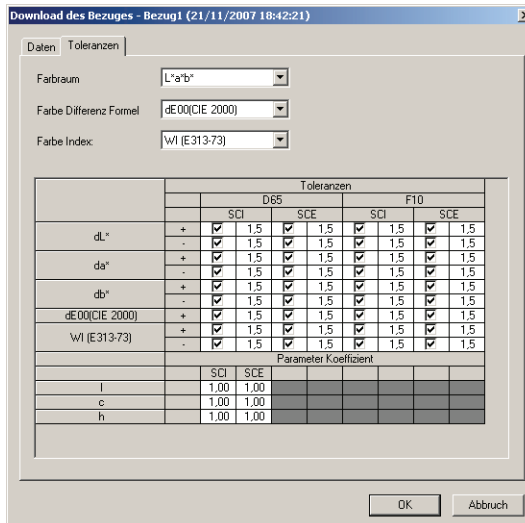 Download des Bezuges - Bezug1 (21/11/2007 18:42:21)
Daten Toleranzen
Farbraum L*a*b*
Farbe Differenz Formel dE00(CIE 2000)
Farbe Index: WI (E313-73)
Toleranzen
D65 F10
SCI SCE SCI SCE
dL* + 1,5 1,5 1,5 1,5
- 1,5 1,5 1,5 1,5
da* + 1,5 1,5 1,5 1,5
- 1,5 1,5 1,5 1,5
db* + 1,5 1,5 1,5 1,5
- 1,5 1,5 1,5 1,5
dE00(CIE 2000) + 1,5 1,5 1,5 1,5
WI (E313-73) + 1,5 1,5 1,5 1,5
- 1,5 1,5 1,5 1,5
Parameter Koeffizient
SCI SCE
l 1,00 1,00
c 1,00 1,00
h 1,00 1,00
OK Abbruch